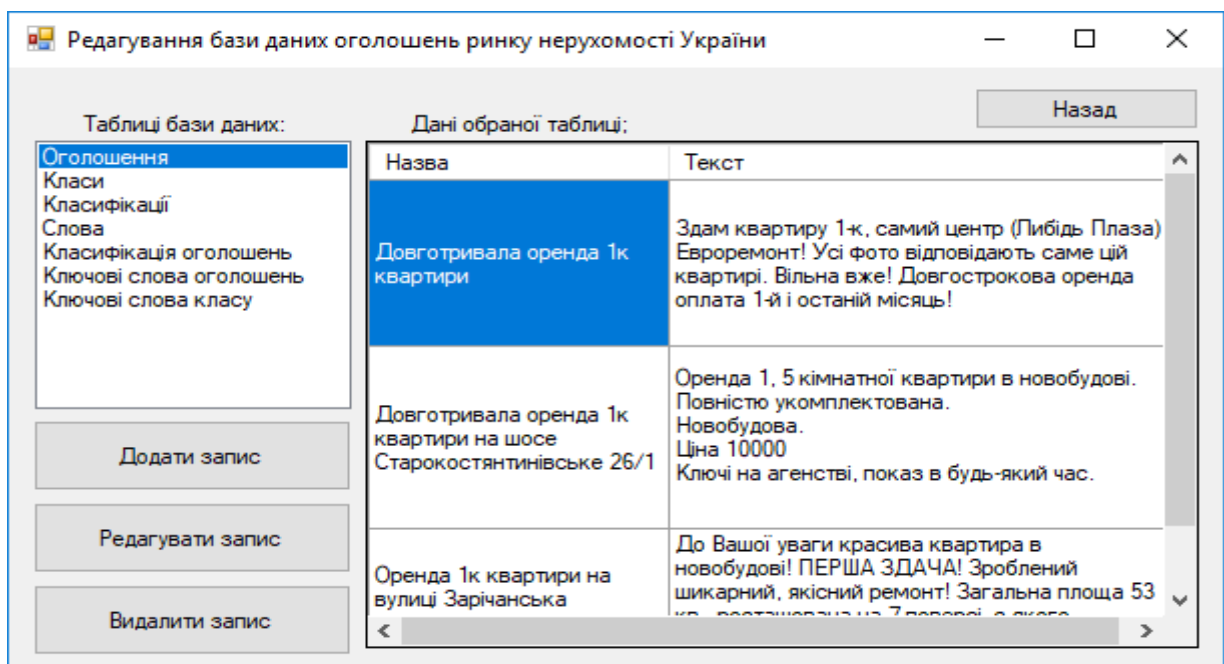 Редагування бази даних оголошень ринку нерухомості України
Назад
Таблиці бази даних:
Дані обраної таблиці;
Оголошення
Класи
Класифікації
Слова
Класифікація оголошень
Ключові слова оголошень
Ключові слова класу
Додати запис
Редагувати запис
Видалити запис
Назва
Текст
Довготривала оренда 1к
квартири
Здам квартиру 1-к, самий центр (Либідь Плаза)
Евроремонт! Усі фото відповідають саме цій
квартирі. Вільна вже! Довгострокова оренда
оплата 1-й і останій місяць!
Довготривала оренда 1к
квартири на шосе
Старокостянтинівське 26/1
Оренда 1, 5 кімнатної квартири в новобудові.
Повністю укомплектована.
Новобудова.
Ціна 10000
Ключі на агенстві, показ в будь-який час.
Оренда 1к квартири на
вулиці Зарічанська
До Вашої уваги красива квартира в
новобудові! ПЕРША ЗДАЧА! Зроблений
шикарний, якісний ремонт! Загальна площа 53